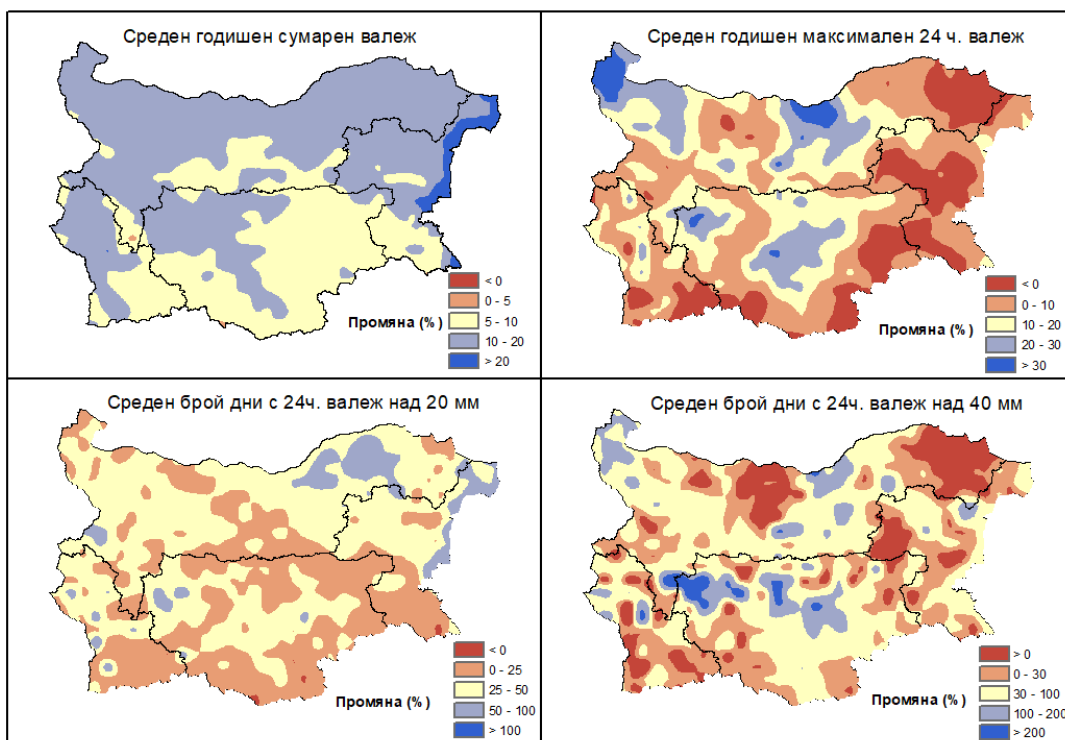 Среден годишен сумарен валеж
< 0
0 - 5
5 - 10
10 - 20
> 20
Промяна (%)
Среден годишен максимален 24 ч. валеж
< 0
0 - 10
10 - 20
20 - 30
> 30
Промяна (%)
Среден брой дни с 24ч. валеж над 20 мм
< 0
0 - 25
25 - 50
50 - 100
> 100
Промяна (%)
Среден брой дни с 24ч. валеж над 40 мм
> 0
0 - 30
30 - 100
100 - 200
> 200
Промяна (%)